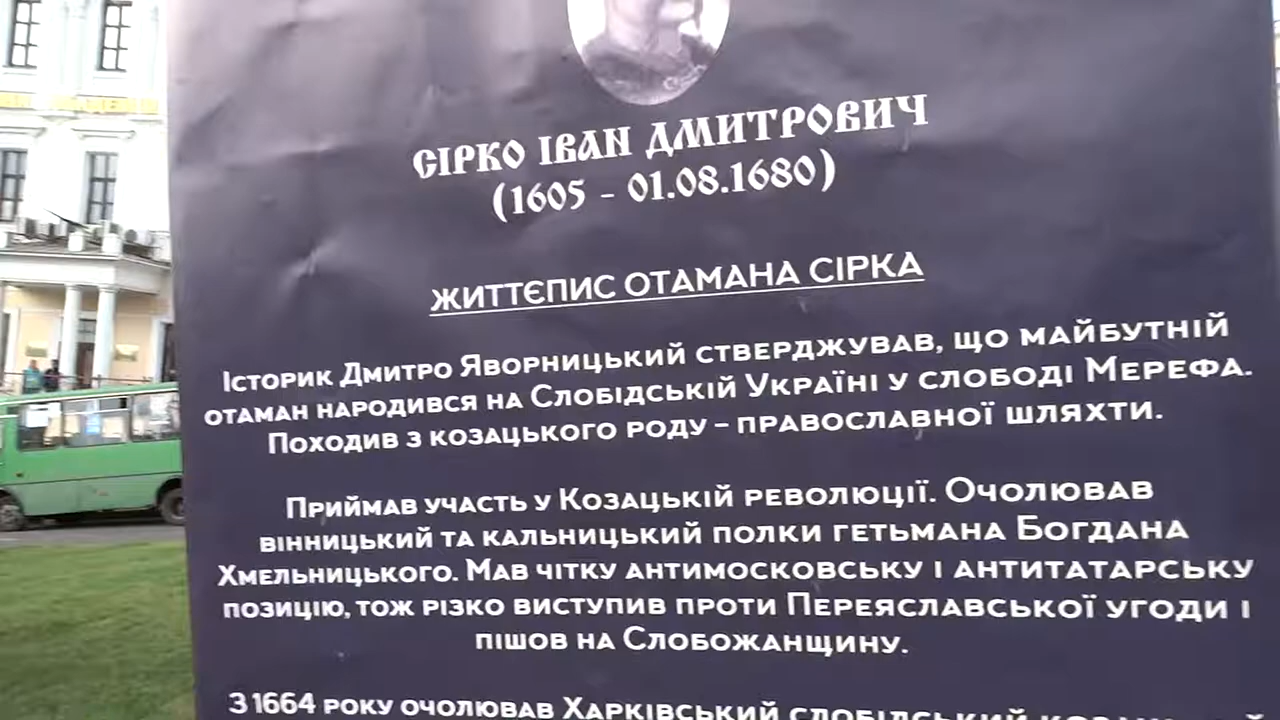 СІРКО ІВАН ДМИТРОВИЧ
(1605 - 01.08.1680)
ЖИТТЄПИС ОТАМАНА СІРКА
Історик Дмитро Яворницький стверджував, що майбутній
отаман народився на Слобідській Україні у слободі Мерефа.
Походив з козацького роду – православної шляхти.
Приймав участь у Козацькій революції. Очолював
вінницький та кальницький полки гетьмана Богдана
Хмельницького. Мав чітку антимосковську і антитатарську
позицію, тож різко виступив проти Переяславської угоди і
пішов на Слобожанщину.
З 1664 року очолював Харківський слобідський